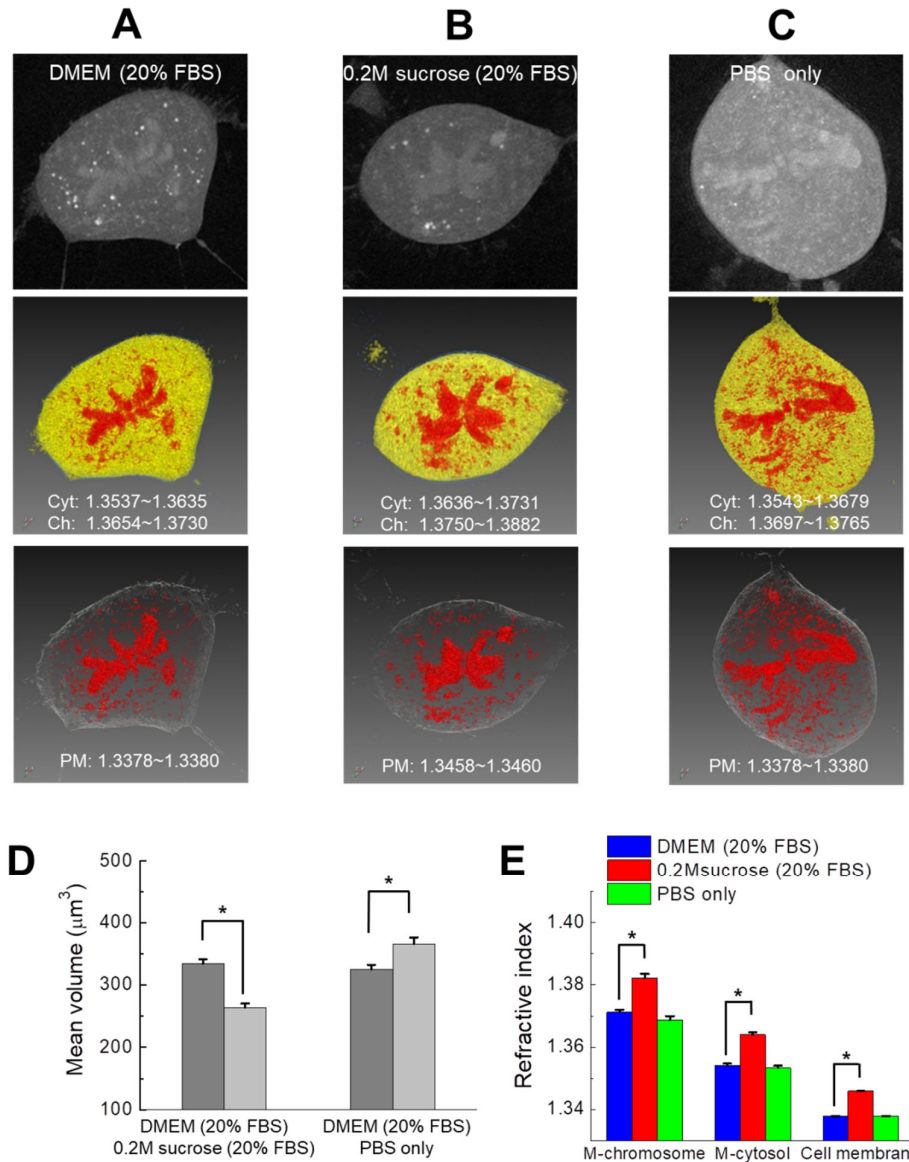 A
B
C
DMEM (20% FBS)
0.2M sucrose (20% FBS)
PBS only
Cyt: 1.3537~1.3635
Ch: 1.3654~1.3730
Cyt: 1.3636~1.3731
Ch: 1.3750~1.3882
Cyt: 1.3543~1.3679
Ch: 1.3697~1.3765
PM: 1.3378~1.3380
PM: 1.3458~1.3460
PM: 1.3378~1.3380
D
Mean volume (μm³)
500
400
300
200
100
*
*
DMEM (20% FBS)
0.2M sucrose (20% FBS)
DMEM (20% FBS)
PBS only
E
DMEM (20% FBS)
0.2Msucrose (20% FBS)
PBS only
Refractive index
1.40
1.38
1.36
1.34
*
*
*
M-chromosome
M-cytosol
Cell membran